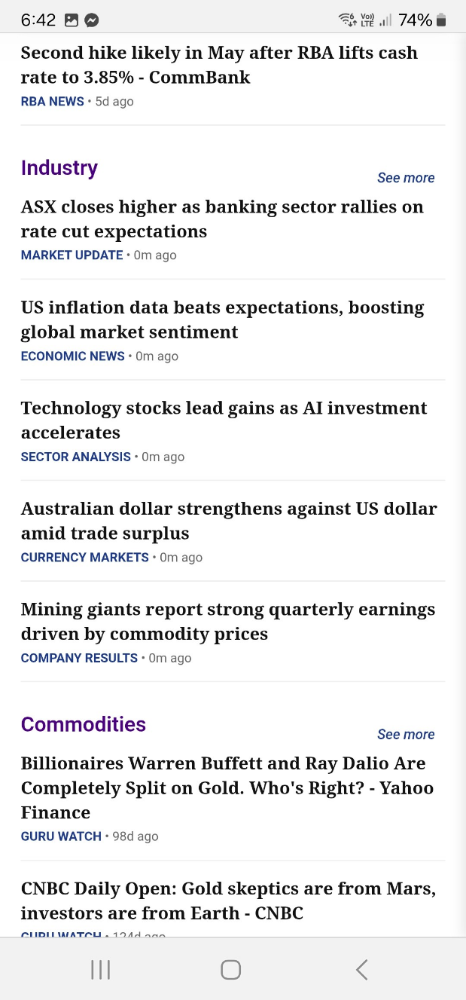 6:42 Vo)) LTE 74%
Second hike likely in May after RBA lifts cash
rate to 3.85% - CommBank
RBA NEWS • 5d ago
Industry
See more
ASX closes higher as banking sector rallies on
rate cut expectations
MARKET UPDATE • 0m ago
US inflation data beats expectations, boosting
global market sentiment
ECONOMIC NEWS • 0m ago
Technology stocks lead gains as AI investment
accelerates
SECTOR ANALYSIS • 0m ago
Australian dollar strengthens against US dollar
amid trade surplus
CURRENCY MARKETS • 0m ago
Mining giants report strong quarterly earnings
driven by commodity prices
COMPANY RESULTS • 0m ago
Commodities
See more
Billionaires Warren Buffett and Ray Dalio Are
Completely Split on Gold. Who's Right? - Yahoo
Finance
GURU WATCH • 98d ago
CNBC Daily Open: Gold skeptics are from Mars,
investors are from Earth - CNBC
GURU WATCH • 124d ago